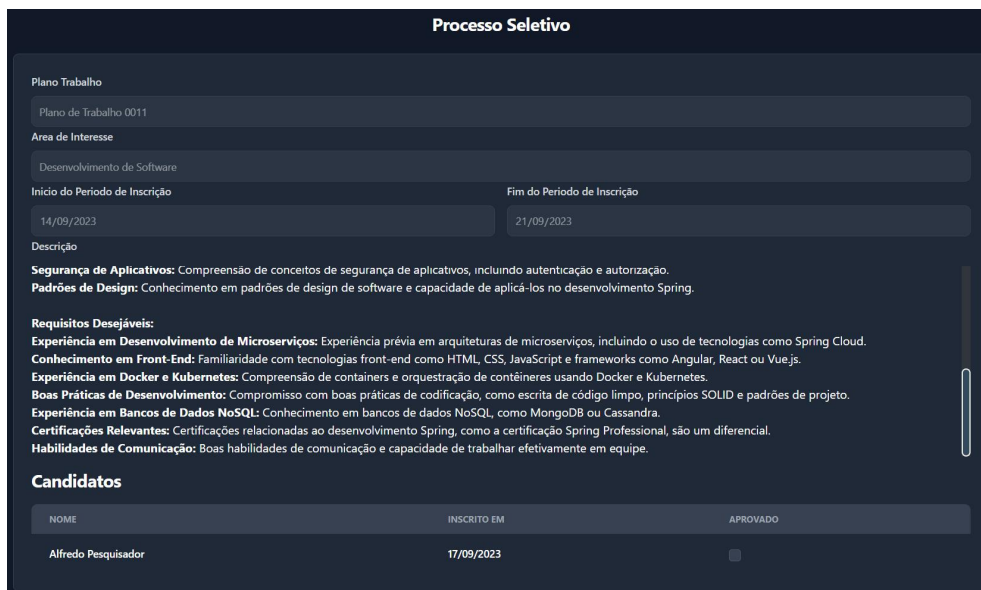 Processo Seletivo
Plano Trabalho
Plano de Trabalho 0011
Area de Interesse
Desenvolvimento de Software
Inicio do Periodo de Inscrição
Fim do Periodo de Inscrição
14/09/2023
21/09/2023
Descrição
Segurança de Aplicativos: Compreensão de conceitos de segurança de aplicativos, incluindo autenticação e autorização.
Padrões de Design: Conhecimento em padrões de design de software e capacidade de aplicá-los no desenvolvimento Spring.
Requisitos Desejáveis:
Experiência em Desenvolvimento de Microserviços: Experiência prévia em arquiteturas de microserviços, incluindo o uso de tecnologias como Spring Cloud.
Conhecimento em Front-End: Familiaridade com tecnologias front-end como HTML, CSS, JavaScript e frameworks como Angular, React ou Vue.js.
Experiência em Docker e Kubernetes: Compreensão de containers e orquestração de contêineres usando Docker e Kubernetes.
Boas Práticas de Desenvolvimento: Compromisso com boas práticas de codificação, como escrita de código limpo, princípios SOLID e padrões de projeto.
Experiência em Bancos de Dados NoSQL: Conhecimento em bancos de dados NoSQL, como MongoDB ou Cassandra.
Certificações Relevantes: Certificações relacionadas ao desenvolvimento Spring, como a certificação Spring Professional, são um diferencial.
Habilidades de Comunicação: Boas habilidades de comunicação e capacidade de trabalhar efetivamente em equipe.
Candidatos
NOME
INSCRITO EM
APROVADO
Alfredo Pesquisador
17/09/2023